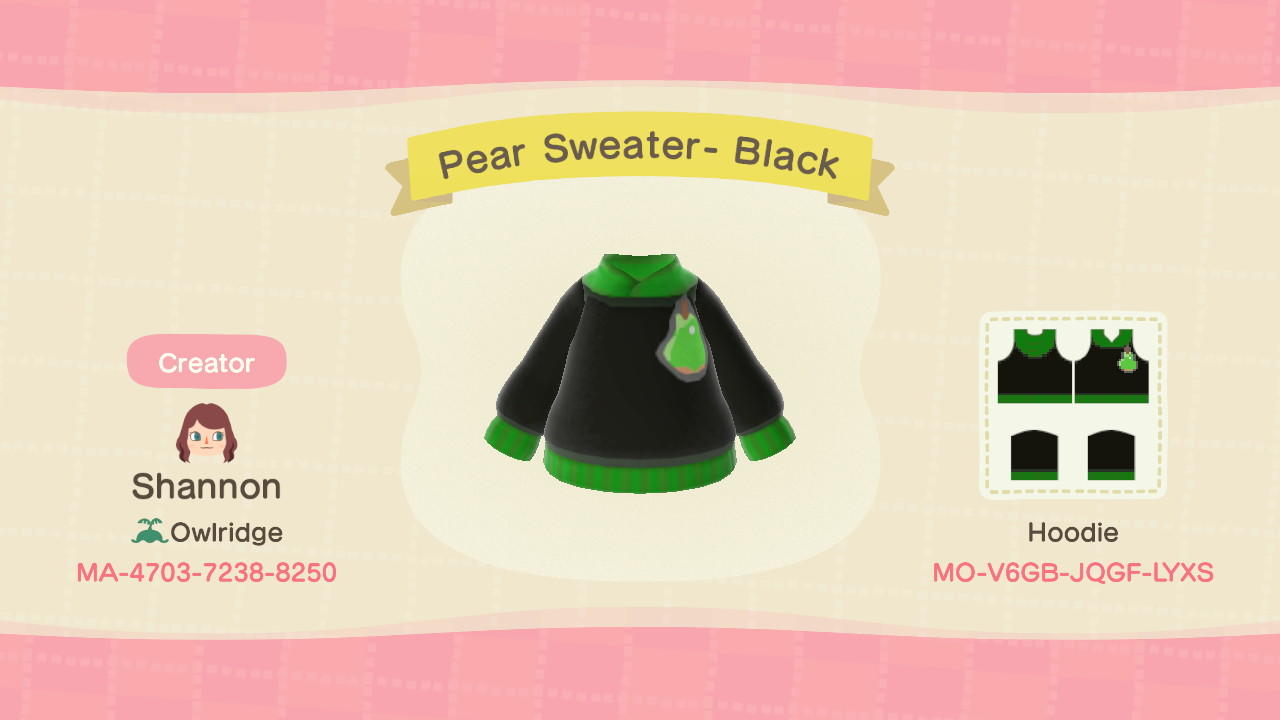 Pear Sweater- Black
Creator
Shannon
Owlridge
MA-4703-7238-8250
Hoodie
MO-V6GB-JQGF-LYXS